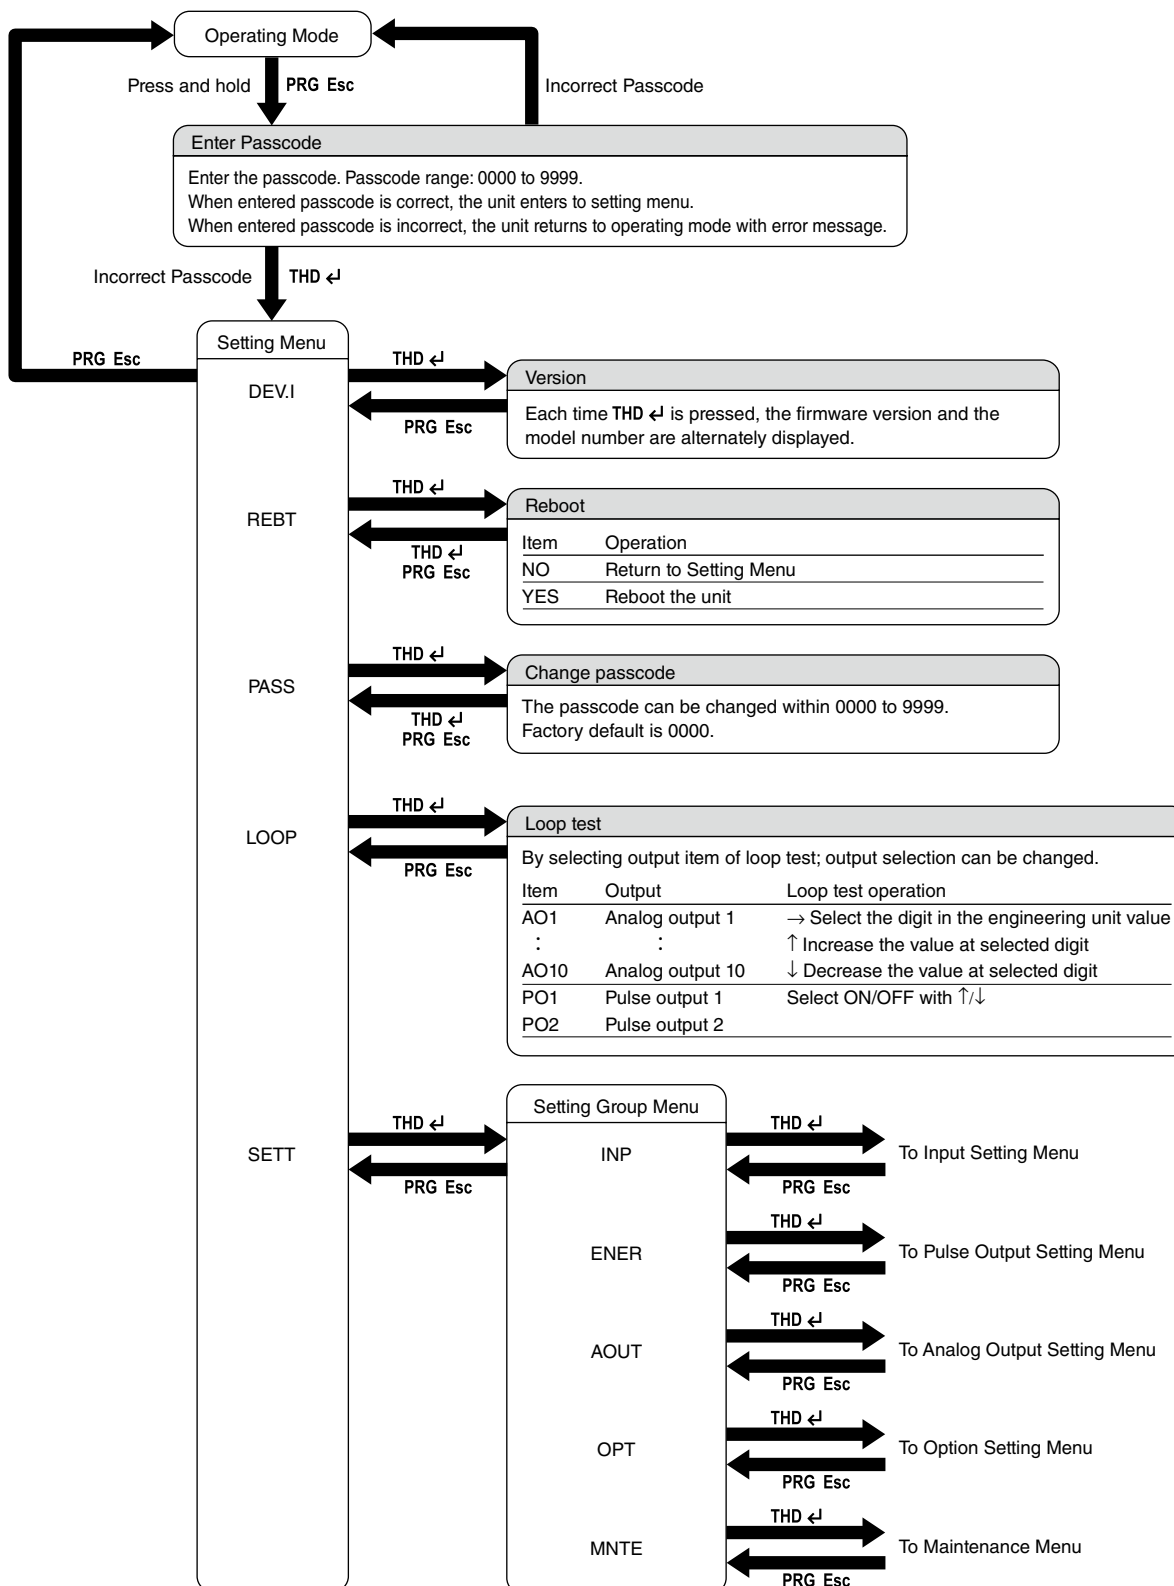 Operating Mode
Press and hold
PRG Esc
Incorrect Passcode
Enter Passcode
Enter the passcode. Passcode range: 0000 to 9999.
When entered passcode is correct, the unit enters to setting menu.
When entered passcode is incorrect, the unit returns to operating mode with error message.
Incorrect Passcode
THD ↵
Setting Menu
PRG Esc
DEV.I
THD ↵
PRG Esc
Version
Each time THD ↵ is pressed, the firmware version and the
model number are alternately displayed.
REBT
THD ↵
THD ↵
PRG Esc
Reboot
Item Operation
NO Return to Setting Menu
YES Reboot the unit
PASS
THD ↵
THD ↵
PRG Esc
Change passcode
The passcode can be changed within 0000 to 9999.
Factory default is 0000.
LOOP
THD ↵
PRG Esc
Loop test
By selecting output item of loop test; output selection can be changed.
Item Output Loop test operation
AO1 Analog output 1 → Select the digit in the engineering unit value
: : ↑ Increase the value at selected digit
AO10 Analog output 10 ↓ Decrease the value at selected digit
PO1 Pulse output 1 Select ON/OFF with ↑/↓
PO2 Pulse output 2
SETT
THD ↵
PRG Esc
Setting Group Menu
INP
THD ↵
PRG Esc
To Input Setting Menu
ENER
THD ↵
PRG Esc
To Pulse Output Setting Menu
AOUT
THD ↵
PRG Esc
To Analog Output Setting Menu
OPT
THD ↵
PRG Esc
To Option Setting Menu
MNTE
THD ↵
PRG Esc
To Maintenance Menu